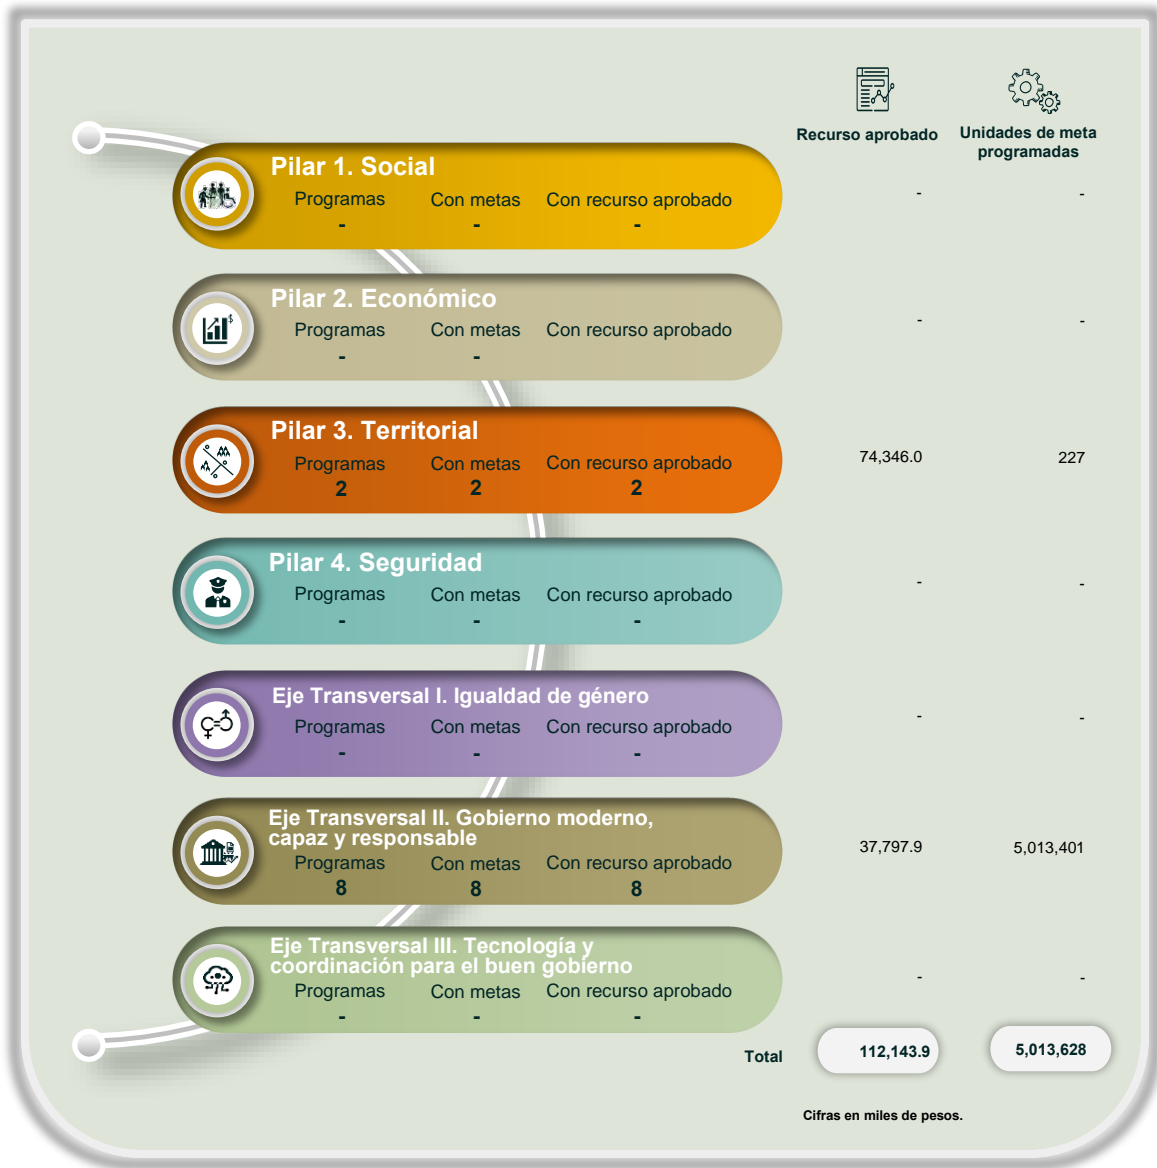 Recurso aprobado
Unidades de meta
programadas
Pilar 1. Social
Programas Con metas Con recurso aprobado
- - -
- -
Pilar 2. Económico
Programas Con metas Con recurso aprobado
- -
- -
Pilar 3. Territorial
Programas Con metas Con recurso aprobado
2 2 2
74,346.0 227
Pilar 4. Seguridad
Programas Con metas Con recurso aprobado
- - -
- -
Eje Transversal I. Igualdad de género
Programas Con metas Con recurso aprobado
- - -
- -
Eje Transversal II. Gobierno moderno,
capaz y responsable
Programas Con metas Con recurso aprobado
8 8 8
37,797.9 5,013,401
Eje Transversal III. Tecnología y
coordinación para el buen gobierno
Programas Con metas Con recurso aprobado
- - -
- -
Total 112,143.9 5,013,628
Cifras en miles de pesos.